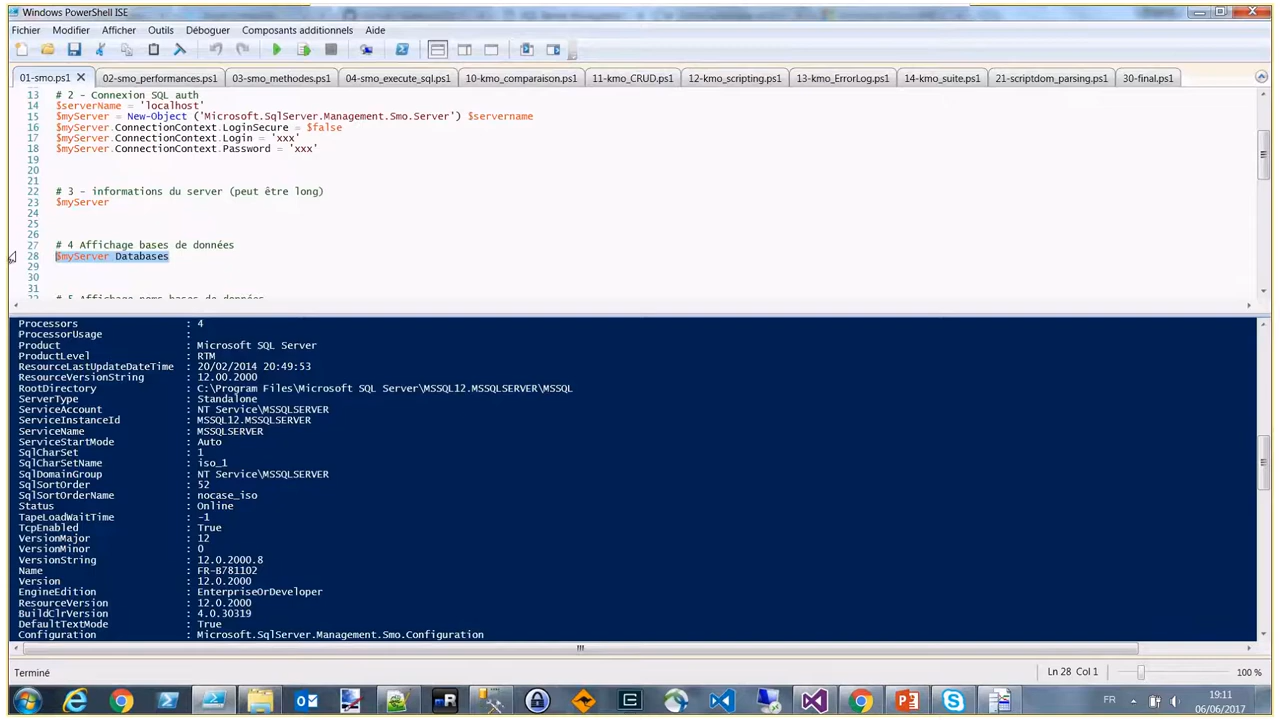 Windows PowerShell ISE
Fichier Modifier Afficher Outils Déboguer Composants additionnels Aide
01-smo.ps1 02-smo_performances.ps1 03-smo_methodes.ps1 04-smo_execute_sql.ps1 10-kmo_comparaison.ps1 11-kmo_CRUD.ps1 12-kmo_scripting.ps1 13-kmo_ErrorLog.ps1 14-kmo_suite.ps1 21-scriptdom_parsing.ps1 30-final.ps1
13 # 2 - Connexion SQL auth
14 $serverName = 'localhost'
15 $myServer = New-Object ('Microsoft.SqlServer.Management.Smo.Server') $servername
16 $myServer.ConnectionContext.LoginSecure = $false
17 $myServer.ConnectionContext.Login = 'xxx'
18 $myServer.ConnectionContext.Password = 'xxx'
19
20
21
22 # 3 - informations du server (peut être long)
23 $myServer
24
25
26
27 # 4 Affichage bases de données
28 $myServer.Databases
29
30
31
32 # 5 Affichage noms bases de données
Processors : 4
ProcessorUsage :
Product : Microsoft SQL Server
ProductLevel : RTM
ResourceLastUpdateDateTime : 20/02/2014 20:49:53
ResourceVersionString : 12.00.2000
RootDirectory : C:\Program Files\Microsoft SQL Server\MSSQL12.MSSQLSERVER\MSSQL
ServerType : Standalone
ServiceAccount : NT Service\MSSQLSERVER
ServiceInstanceId : MSSQL12.MSSQLSERVER
ServiceName : MSSQLSERVER
ServiceStartMode : Auto
SqlCharSet : 1
SqlCharSetName : iso_1
SqlDomainGroup : NT Service\MSSQLSERVER
SqlSortOrder : 52
SqlSortOrderName : nocase_iso
Status : Online
TapeLoadWaitTime : -1
TcpEnabled : True
VersionMajor : 12
VersionMinor : 0
VersionString : 12.0.2000.8
Name : FR-B781102
Version : 12.0.2000
EngineEdition : EnterpriseOrDeveloper
ResourceVersion : 12.0.2000
BuildClrVersion : 4.0.30319
DefaultTextMode : True
Configuration : Microsoft.SqlServer.Management.Smo.Configuration
Terminé Ln 28 Col 1 100 %
FR 19:11
06/06/2017